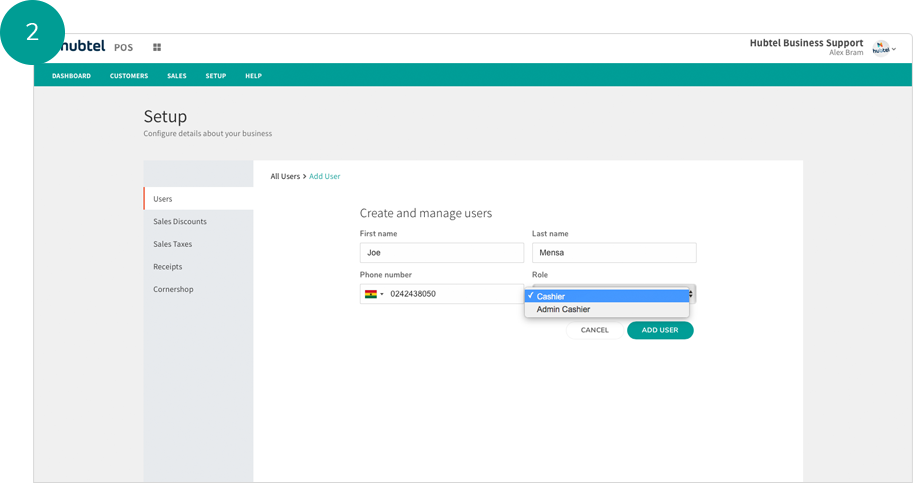 2
hubtel POS
Hubtel Business Support
Alex Bram
hubtel
DASHBOARD CUSTOMERS SALES SETUP HELP
Setup
Configure details about your business
All Users > Add User
Users
Sales Discounts
Sales Taxes
Receipts
Cornershop
Create and manage users
First name Last name
Joe Mensa
Phone number Role
0242438050
✓ Cashier
Admin Cashier
CANCEL ADD USER